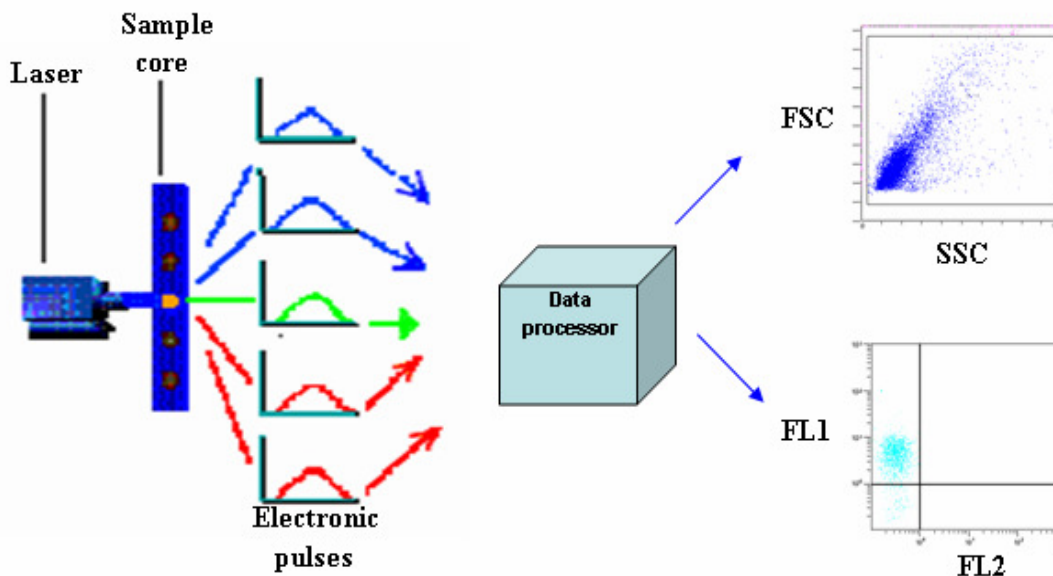 Sample
core
Laser
FSC
SSC
Data
processor
FL1
FL2
Electronic
pulses